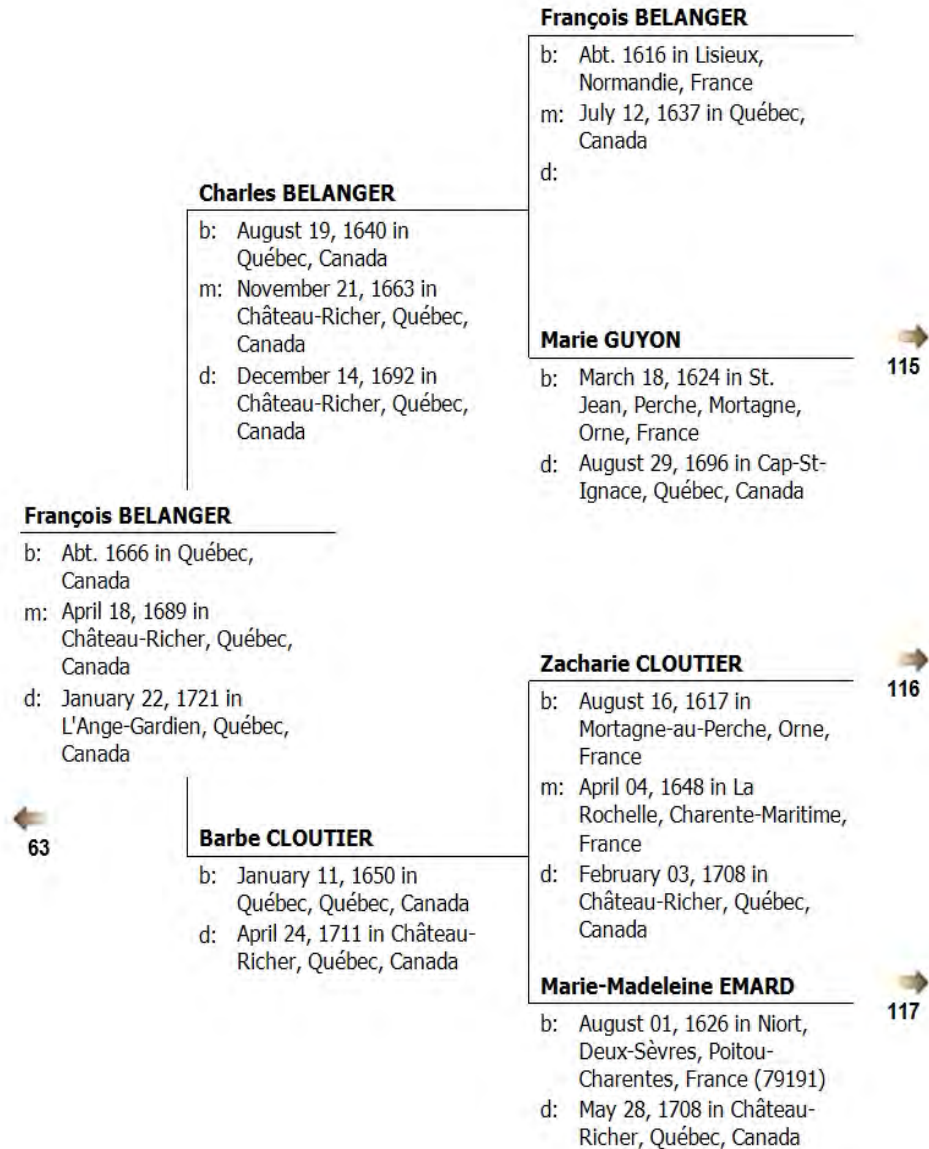 François BELANGER
b: Abt. 1616 in Lisieux,
Normandie, France
m: July 12, 1637 in Québec,
Canada
d:
Charles BELANGER
b: August 19, 1640 in
Québec, Canada
m: November 21, 1663 in
Château-Richer, Québec,
Canada
d: December 14, 1692 in
Château-Richer, Québec,
Canada
Marie GUYON
115
b: March 18, 1624 in St.
Jean, Perche, Mortagne,
Orne, France
d: August 29, 1696 in Cap-St-
Ignace, Québec, Canada
François BELANGER
b: Abt. 1666 in Québec,
Canada
m: April 18, 1689 in
Château-Richer, Québec,
Canada
d: January 22, 1721 in
L'Ange-Gardien, Québec,
Canada
63
Zacharie CLOUTIER
116
b: August 16, 1617 in
Mortagne-au-Perche, Orne,
France
m: April 04, 1648 in La
Rochelle, Charente-Maritime,
France
d: February 03, 1708 in
Château-Richer, Québec,
Canada
Barbe CLOUTIER
b: January 11, 1650 in
Québec, Québec, Canada
d: April 24, 1711 in Château-
Richer, Québec, Canada
Marie-Madeleine EMARD
117
b: August 01, 1626 in Niort,
Deux-Sèvres, Poitou-
Charentes, France (79191)
d: May 28, 1708 in Château-
Richer, Québec, Canada